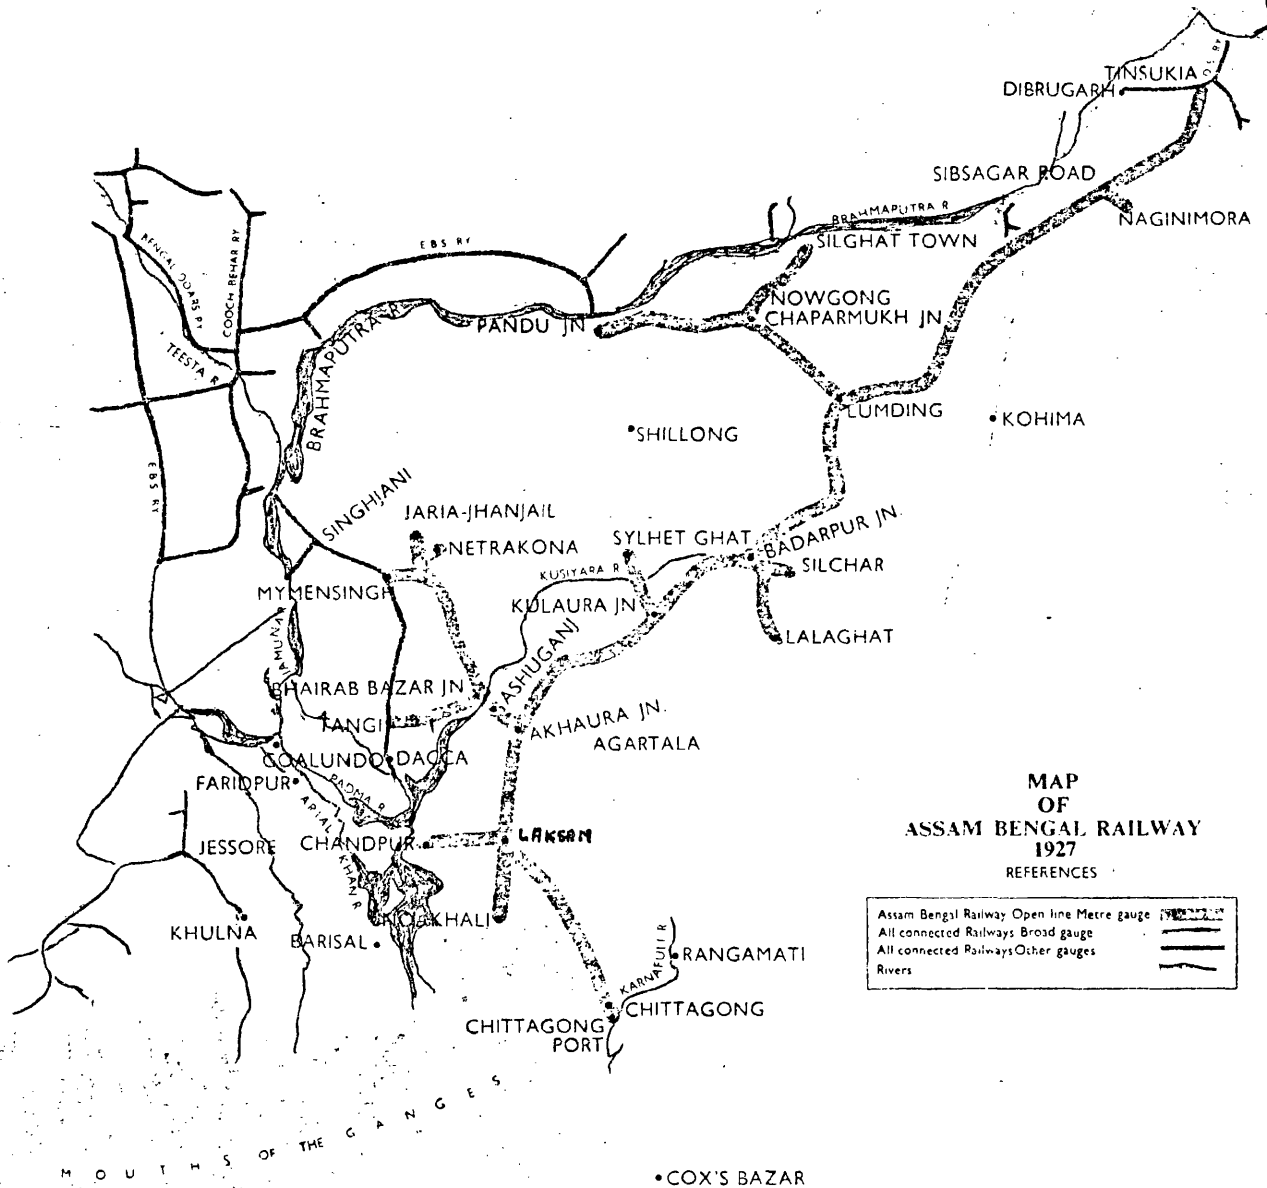 TINSUKIA
DIBRUGARH
SIBSAGAR ROAD
NAGINIMORA
BRAHMAPUTRA R
SILGHAT TOWN
EBS RY
BENGAL DOARS RY
COOCH BEHAR RY
NOWGONG
CHAPARMUKH JN
PANDU JN
BRAHMAPUTRA R
TEESTA R
LUMDING
KOHIMA
SHILLONG
EBS RY
SINGHJANI
JARIA-JHANJAIL
NETRAKONA
SYLHET GHAT
BADARPUR JN.
SILCHAR
KUSIYARA R
MYMENSINGH
KULAURA JN
LALAGHAT
JAMUNA R
ASHUGANJ
BHAIRAB BAZAR JN
TANGI
AKHAURA JN.
AGARTALA
GOALUNDO
DACCA
FARIDPUR
PADMA R
ARIAL KHAN R
CHANDPUR
LAKSAM
JESSORE
NOAKHALI
KHULNA
BARISAL
KARNAFULI R
RANGAMATI
CHITTAGONG
CHITTAGONG
PORT
MOUTHS OF THE GANGES
COX'S BAZAR
MAP
OF
ASSAM BENGAL RAILWAY
1927
REFERENCES
Assam Bengal Railway Open line Metre gauge
All connected Railways Broad gauge
All connected Railways Other gauges
Rivers